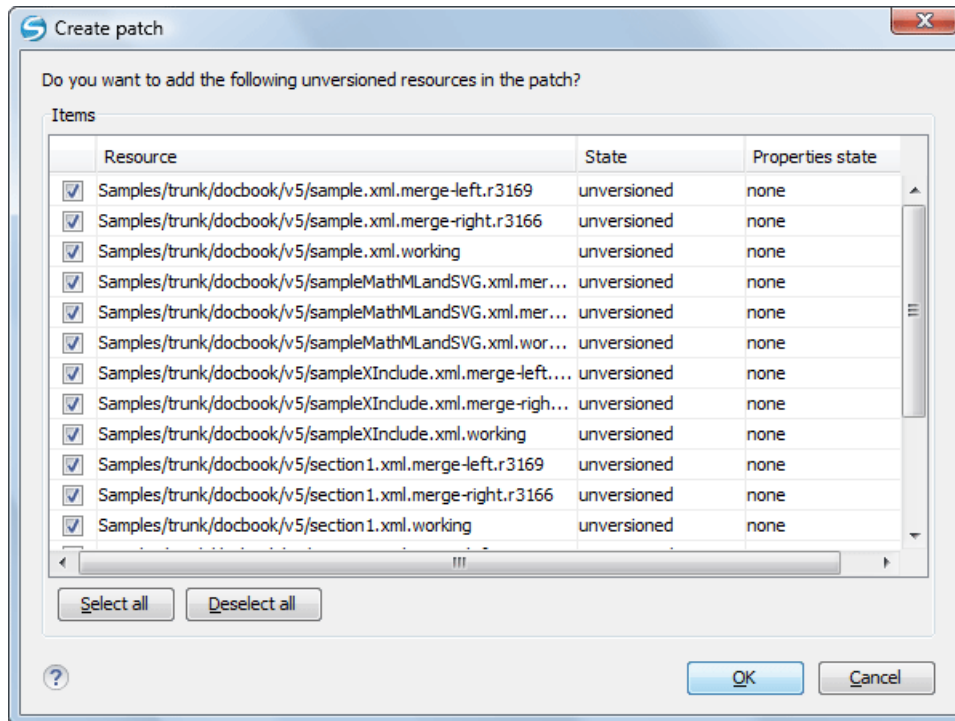 Create patch
Do you want to add the following unversioned resources in the patch?
Items
Resource State Properties state
Samples/trunk/docbook/v5/sample.xml.merge-left.r3169 unversioned none
Samples/trunk/docbook/v5/sample.xml.merge-right.r3166 unversioned none
Samples/trunk/docbook/v5/sample.xml.working unversioned none
Samples/trunk/docbook/v5/sampleMathMLandSVG.xml.mer... unversioned none
Samples/trunk/docbook/v5/sampleMathMLandSVG.xml.mer... unversioned none
Samples/trunk/docbook/v5/sampleMathMLandSVG.xml.wor... unversioned none
Samples/trunk/docbook/v5/sampleXInclude.xml.merge-left.... unversioned none
Samples/trunk/docbook/v5/sampleXInclude.xml.merge-righ... unversioned none
Samples/trunk/docbook/v5/sampleXInclude.xml.working unversioned none
Samples/trunk/docbook/v5/section1.xml.merge-left.r3169 unversioned none
Samples/trunk/docbook/v5/section1.xml.merge-right.r3166 unversioned none
Samples/trunk/docbook/v5/section1.xml.working unversioned none
Select all Deselect all
? OK Cancel